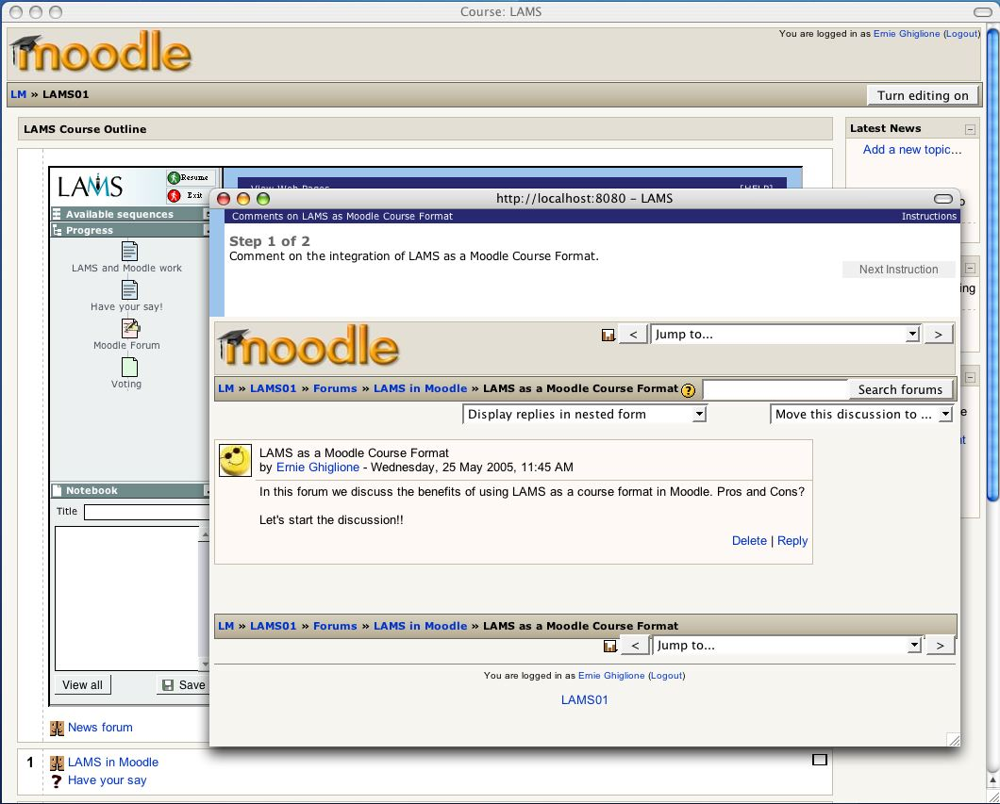 Course: LAMS
moodle
You are logged in as Ernie Ghiglione (Logout)
LM » LAMS01
Turn editing on
LAMS Course Outline
Latest News
Add a new topic...
LAMS
Resume
Exit
View Web Pages
[HELP]
Available sequences
Progress
LAMS and Moodle work
Have your say!
Moodle Forum
Voting
Notebook
Title
View all
Save
News forum
1
LAMS in Moodle
Have your say
http://localhost:8080 – LAMS
Comments on LAMS as Moodle Course Format
Instructions
Step 1 of 2
Comment on the integration of LAMS as a Moodle Course Format.
Next Instruction
moodle
< Jump to... >
LM » LAMS01 » Forums » LAMS in Moodle » LAMS as a Moodle Course Format ?
Search forums
Display replies in nested form
Move this discussion to ...
LAMS as a Moodle Course Format
by Ernie Ghiglione - Wednesday, 25 May 2005, 11:45 AM
In this forum we discuss the benefits of using LAMS as a course format in Moodle. Pros and Cons?
Let's start the discussion!!
Delete | Reply
LM » LAMS01 » Forums » LAMS in Moodle » LAMS as a Moodle Course Format
< Jump to... >
You are logged in as Ernie Ghiglione (Logout)
LAMS01